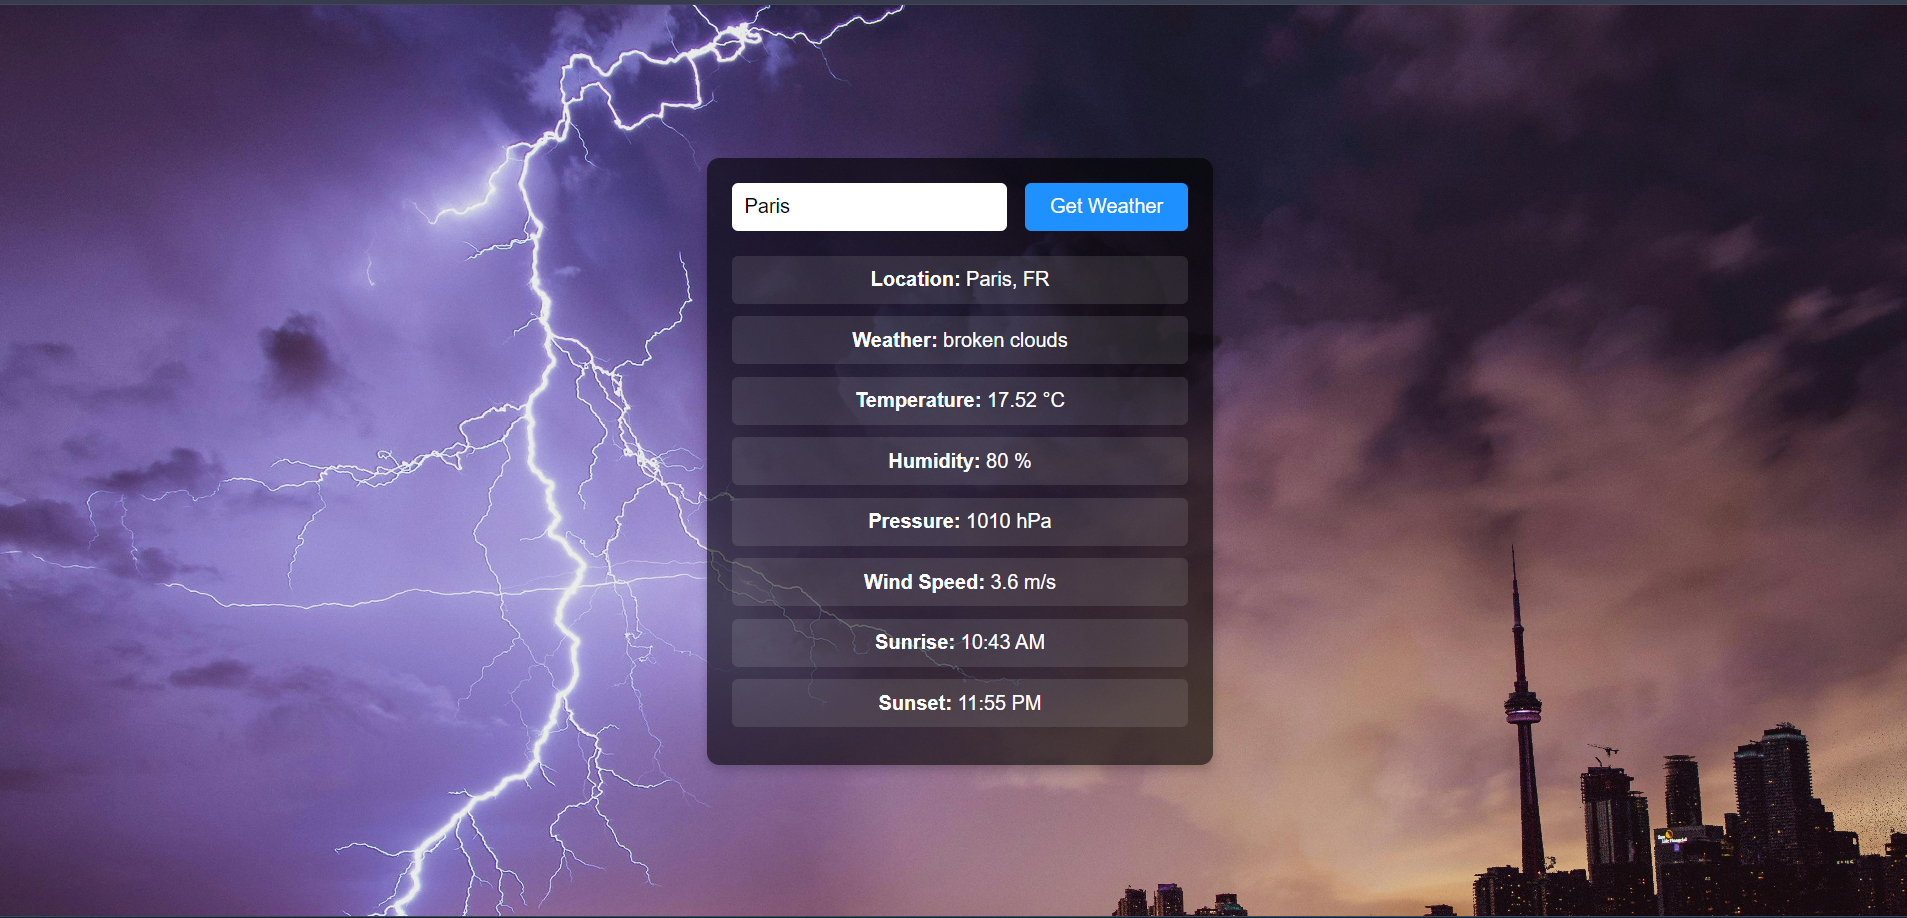 Paris
Get Weather
Location: Paris, FR
Weather: broken clouds
Temperature: 17.52 °C
Humidity: 80 %
Pressure: 1010 hPa
Wind Speed: 3.6 m/s
Sunrise: 10:43 AM
Sunset: 11:55 PM